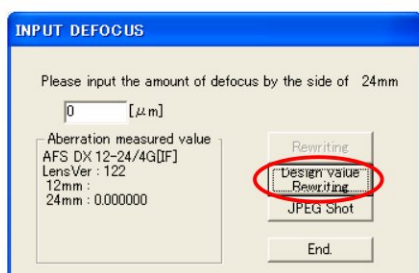 INPUT DEFOCUS
Please input the amount of defocus by the side of 24mm
0 [μm]
Aberration measured value
AFS DX 12-24/4G[IF]
LensVer : 122
12mm :
24mm : 0.000000
Rewriting
Design value
Rewriting
JPEG Shot
End.